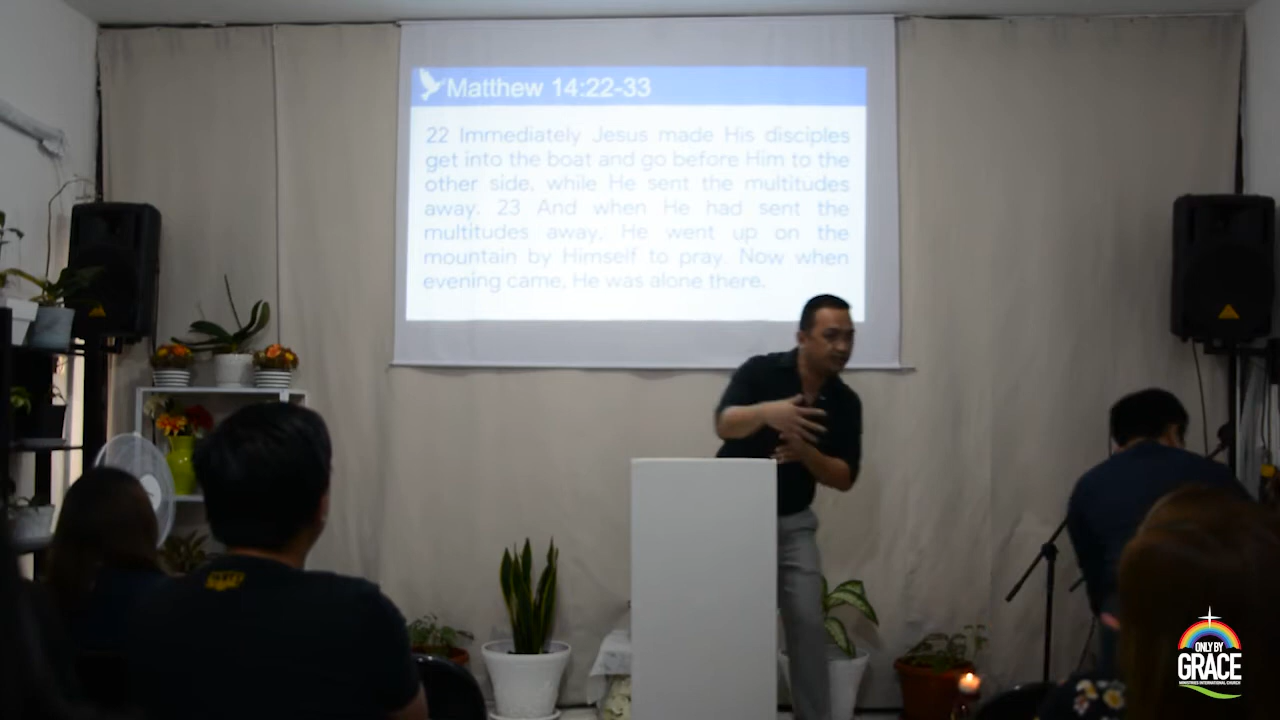 Matthew 14:22-33
22 Immediately Jesus made His disciples
get into the boat and go before Him to the
other side, while He sent the multitudes
away. 23 And when He had sent the
multitudes away, He went up on the
mountain by Himself to pray. Now when
evening came, He was alone there.
ONLY BY
GRACE
MINISTRIES INTERNATIONAL CHURCH